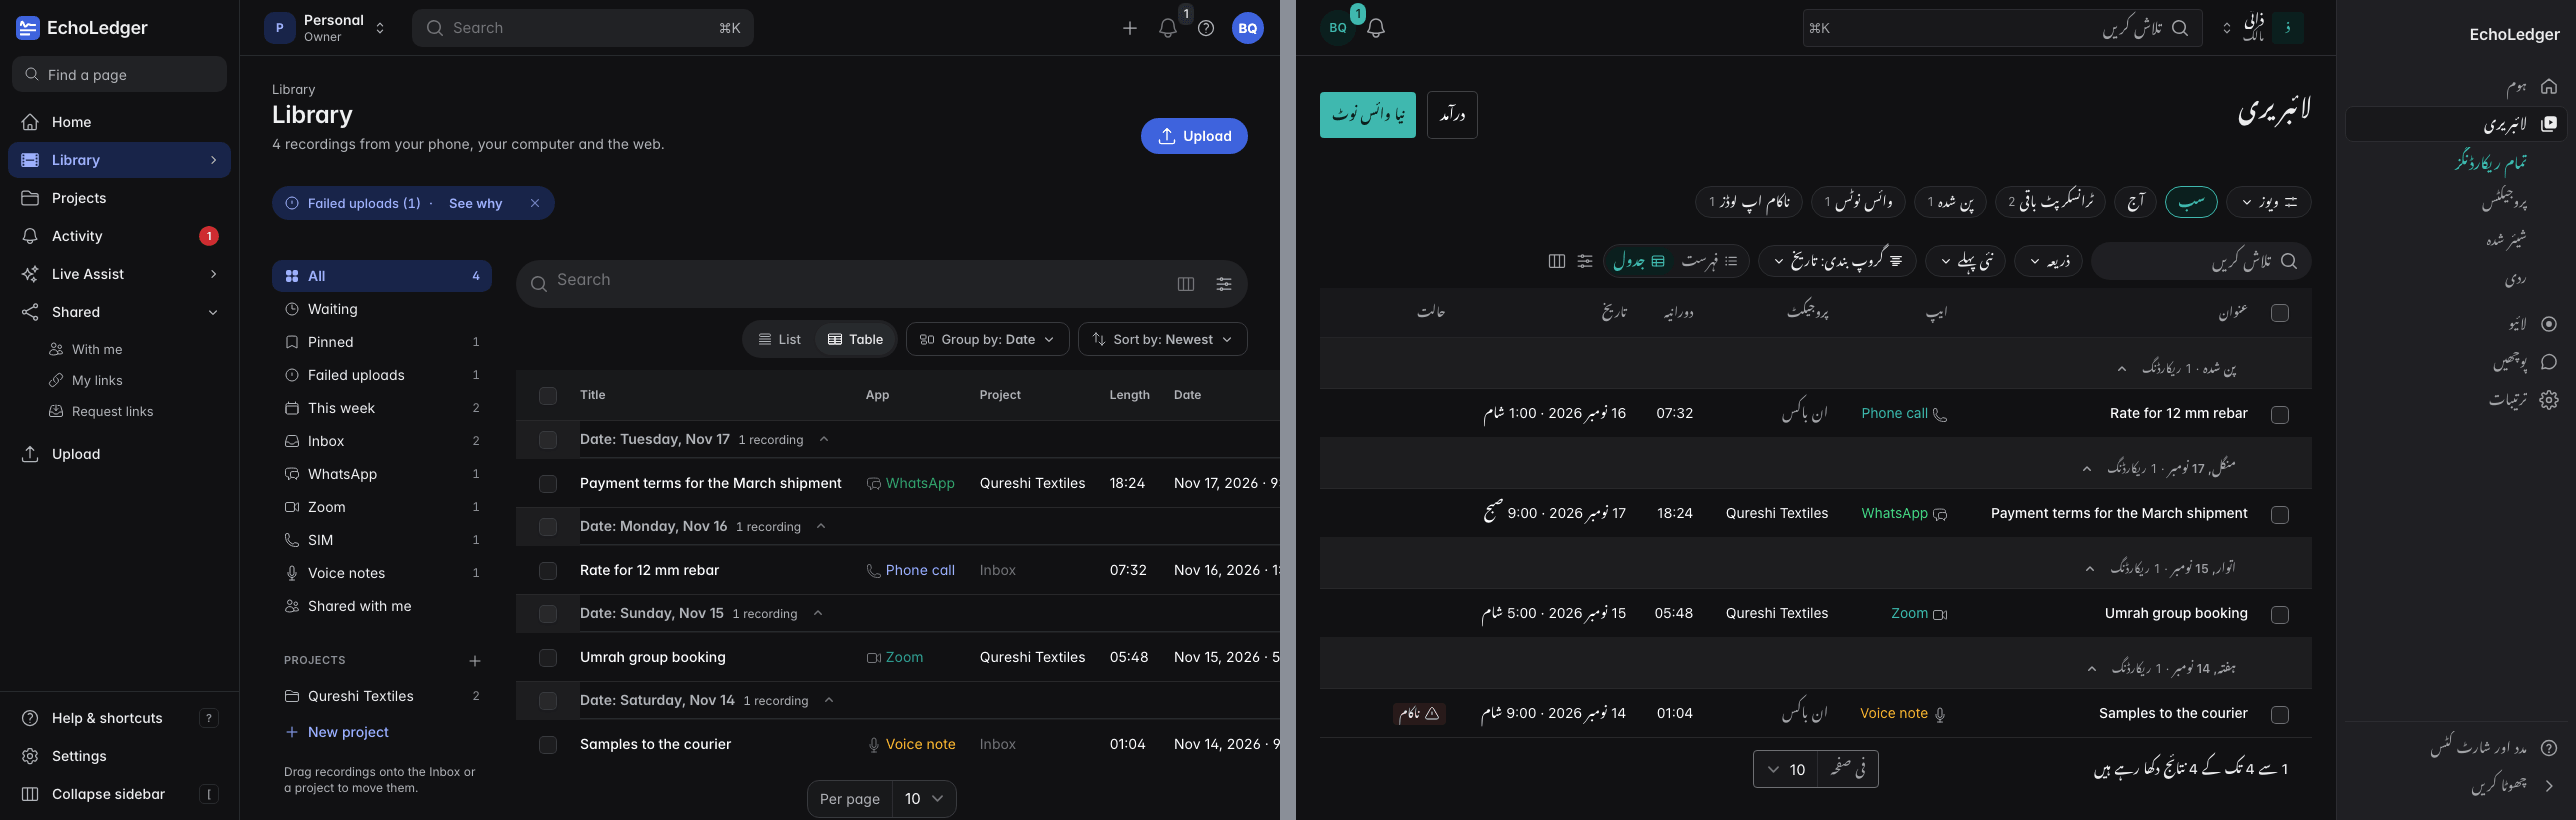 EchoLedger
Find a page
Home
Library
Projects
Activity 1
Live Assist
Shared
With me
My links
Request links
Upload
Help & shortcuts ?
Settings
Collapse sidebar [
P Personal
Owner
Search ⌘K
1
BQ
Library
Library
4 recordings from your phone, your computer and the web.
Upload
Failed uploads (1) · See why
All 4
Waiting
Pinned 1
Failed uploads 1
This week 2
Inbox 2
WhatsApp 1
Zoom 1
SIM 1
Voice notes 1
Shared with me
PROJECTS
Qureshi Textiles 2
New project
Drag recordings onto the Inbox or
a project to move them.
Search
List Table Group by: Date Sort by: Newest
Title App Project Length Date
Date: Tuesday, Nov 17 1 recording
Payment terms for the March shipment WhatsApp Qureshi Textiles 18:24 Nov 17, 2026 · 9
Date: Monday, Nov 16 1 recording
Rate for 12 mm rebar Phone call Inbox 07:32 Nov 16, 2026 · 1
Date: Sunday, Nov 15 1 recording
Umrah group booking Zoom Qureshi Textiles 05:48 Nov 15, 2026 · 5
Date: Saturday, Nov 14 1 recording
Samples to the courier Voice note Inbox 01:04 Nov 14, 2026 · 9
Per page 10
EchoLedger
ہوم
لائبریری
تمام ریکارڈنگز
پروجیکٹس
شیئر شدہ
ردی
لائیو
پوچھیں
ترتیبات
مدد اور شارٹ کٹس
چھوٹا کریں
ذ ذاتی
مالک
تلاش کریں ⌘K
1
BQ
لائبریری
درآمد نیا وائس نوٹ
ویوز سب آج ٹرانسکرپٹ باقی 2 پن شدہ 1 وائس نوٹس 1 ناکام اپ لوڈز 1
تلاش کریں ذریعہ نئی پہلے گروپ بندی: تاریخ فہرست جدول
عنوان ایپ پروجیکٹ دورانیہ تاریخ حالت
پن شدہ · 1 ریکارڈنگ
Rate for 12 mm rebar Phone call ان باکس 07:32 16 نومبر 2026 · 1:00 شام
منگل, 17 نومبر · 1 ریکارڈنگ
Payment terms for the March shipment WhatsApp Qureshi Textiles 18:24 17 نومبر 2026 · 9:00 صبح
اتوار, 15 نومبر · 1 ریکارڈنگ
Umrah group booking Zoom Qureshi Textiles 05:48 15 نومبر 2026 · 5:00 شام
ہفتہ, 14 نومبر · 1 ریکارڈنگ
Samples to the courier Voice note ان باکس 01:04 14 نومبر 2026 · 9:00 شام ناکام
1 سے 4 تک کے 4 نتائج دکھا رہے ہیں
فی صفحہ 10